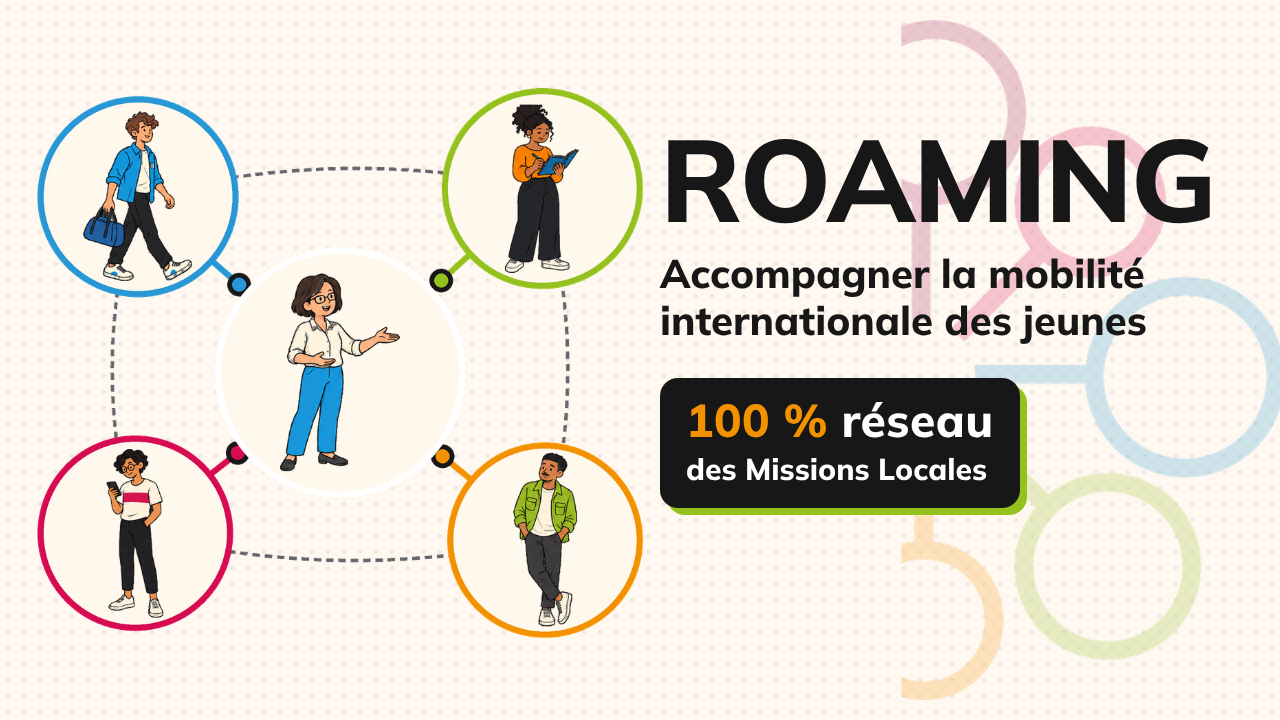 ROAMING
Accompagner la mobilité
internationale des jeunes
100 % réseau
des Missions Locales